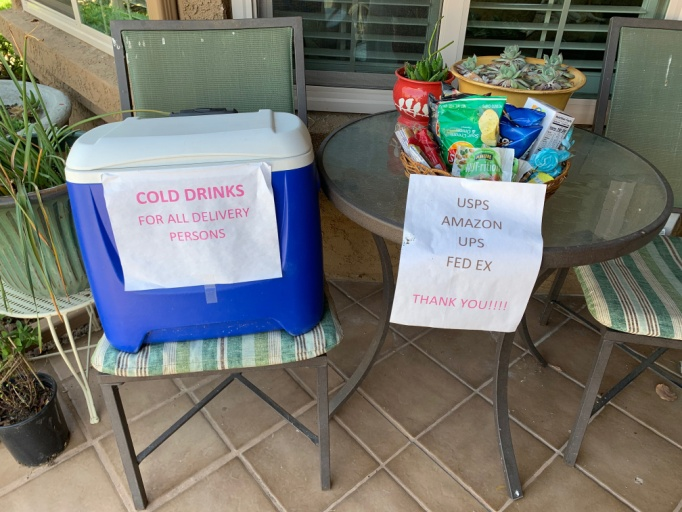 COLD DRINKS
FOR ALL DELIVERY
PERSONS
USPS
AMAZON
UPS
FED EX
THANK YOU!!!!